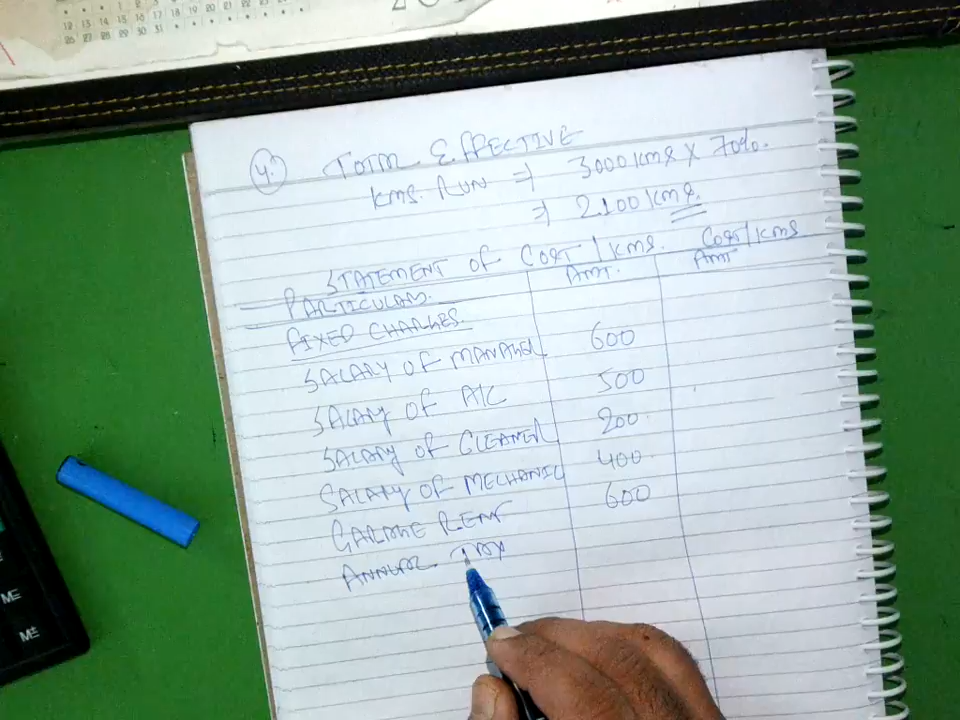 4.
TOTAL EFFECTIVE
KMS. RUN ⇒ 3000 KMS X 70%.
⇒ 2100 KMS.
STATEMENT OF COST / KMS. COST / KMS
PARTICULARS. AMT. AMT
FIXED CHARGES.
SALARY OF MANAGER 600
SALARY OF A/C 500
SALARY OF CLEANER 200.
SALARY OF MECHANIC 400.
GARAGE RENT 600
ANNUAL TAX
M=
M±